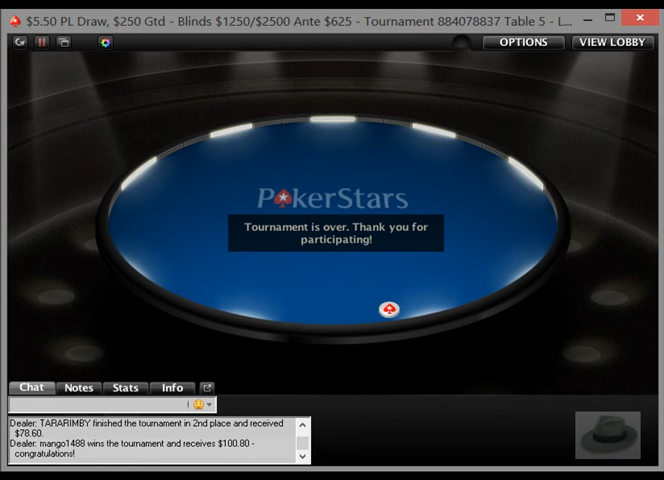 $5.50 PL Draw, $250 Gtd - Blinds $1250/$2500 Ante $625 - Tournament 884078837 Table 5 - L...
OPTIONS
VIEW LOBBY
PokerStars
Tournament is over. Thank you for
participating!
Chat
Notes
Stats
Info
Dealer: TARARIMBY finished the tournament in 2nd place and received
$78.60.
Dealer: mango1488 wins the tournament and receives $100.80 -
congratulations!